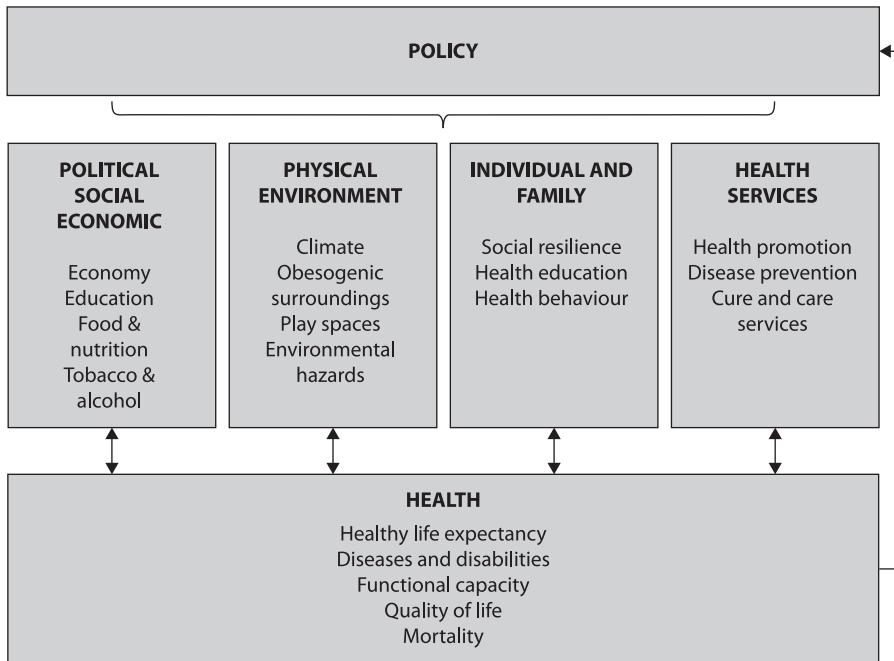 POLICY
POLITICAL
SOCIAL
ECONOMIC
Economy
Education
Food &
nutrition
Tobacco &
alcohol
PHYSICAL
ENVIRONMENT
Climate
Obesogenic
surroundings
Play spaces
Environmental
hazards
INDIVIDUAL AND
FAMILY
Social resilience
Health education
Health behaviour
HEALTH
SERVICES
Health promotion
Disease prevention
Cure and care
services
HEALTH
Healthy life expectancy
Diseases and disabilities
Functional capacity
Quality of life
Mortality